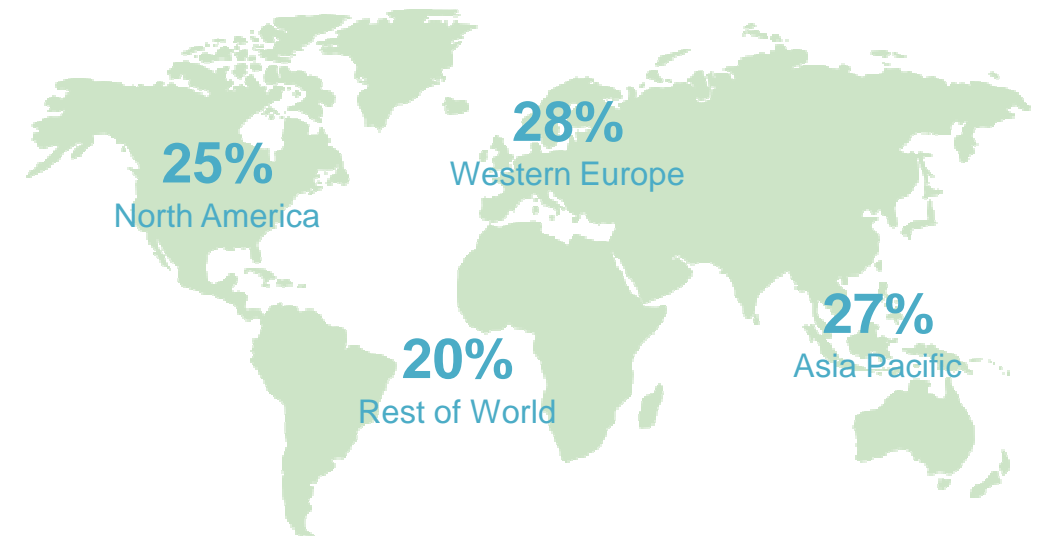 28%
Western Europe
25%
North America
27%
Asia Pacific
20%
Rest of World